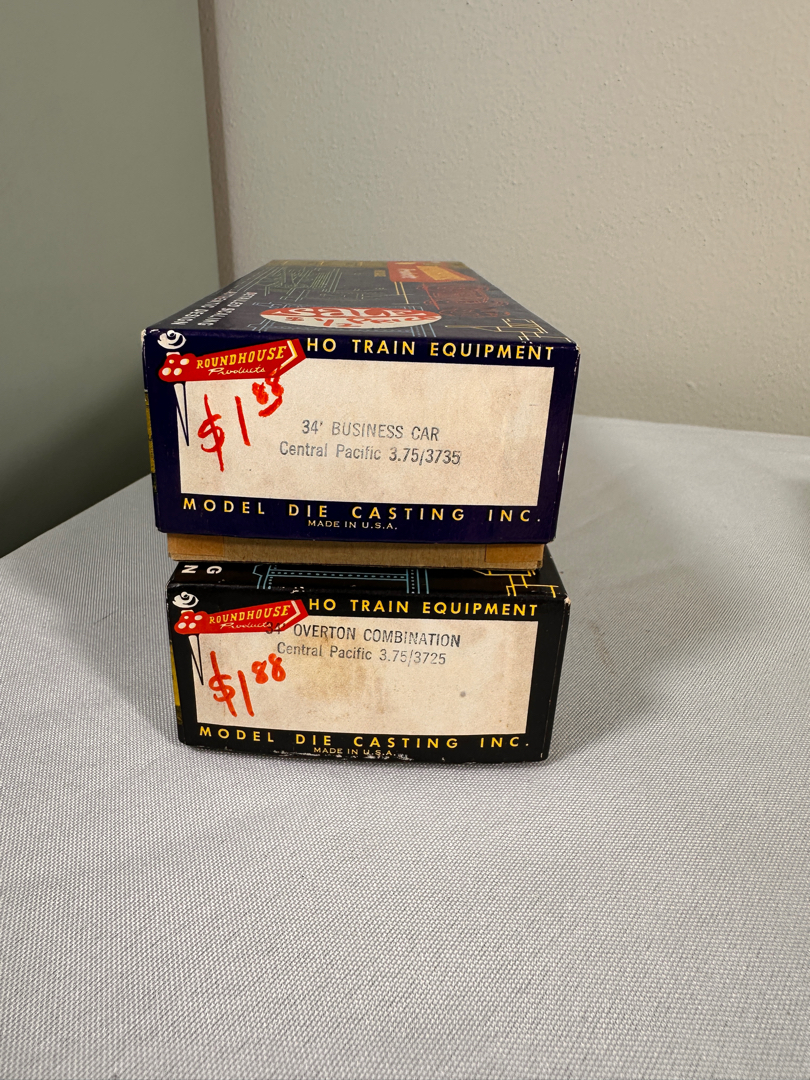 ROUNDHOUSE
Products
HO TRAIN EQUIPMENT
$1 88
34' BUSINESS CAR
Central Pacific 3.75/3735
MODEL DIE CASTING INC.
MADE IN U.S.A.
G
N
ROUNDHOUSE
Products
HO TRAIN EQUIPMENT
34' OVERTON COMBINATION
Central Pacific 3.75/3725
$1 88
MODEL DIE CASTING INC.
MADE IN U.S.A.